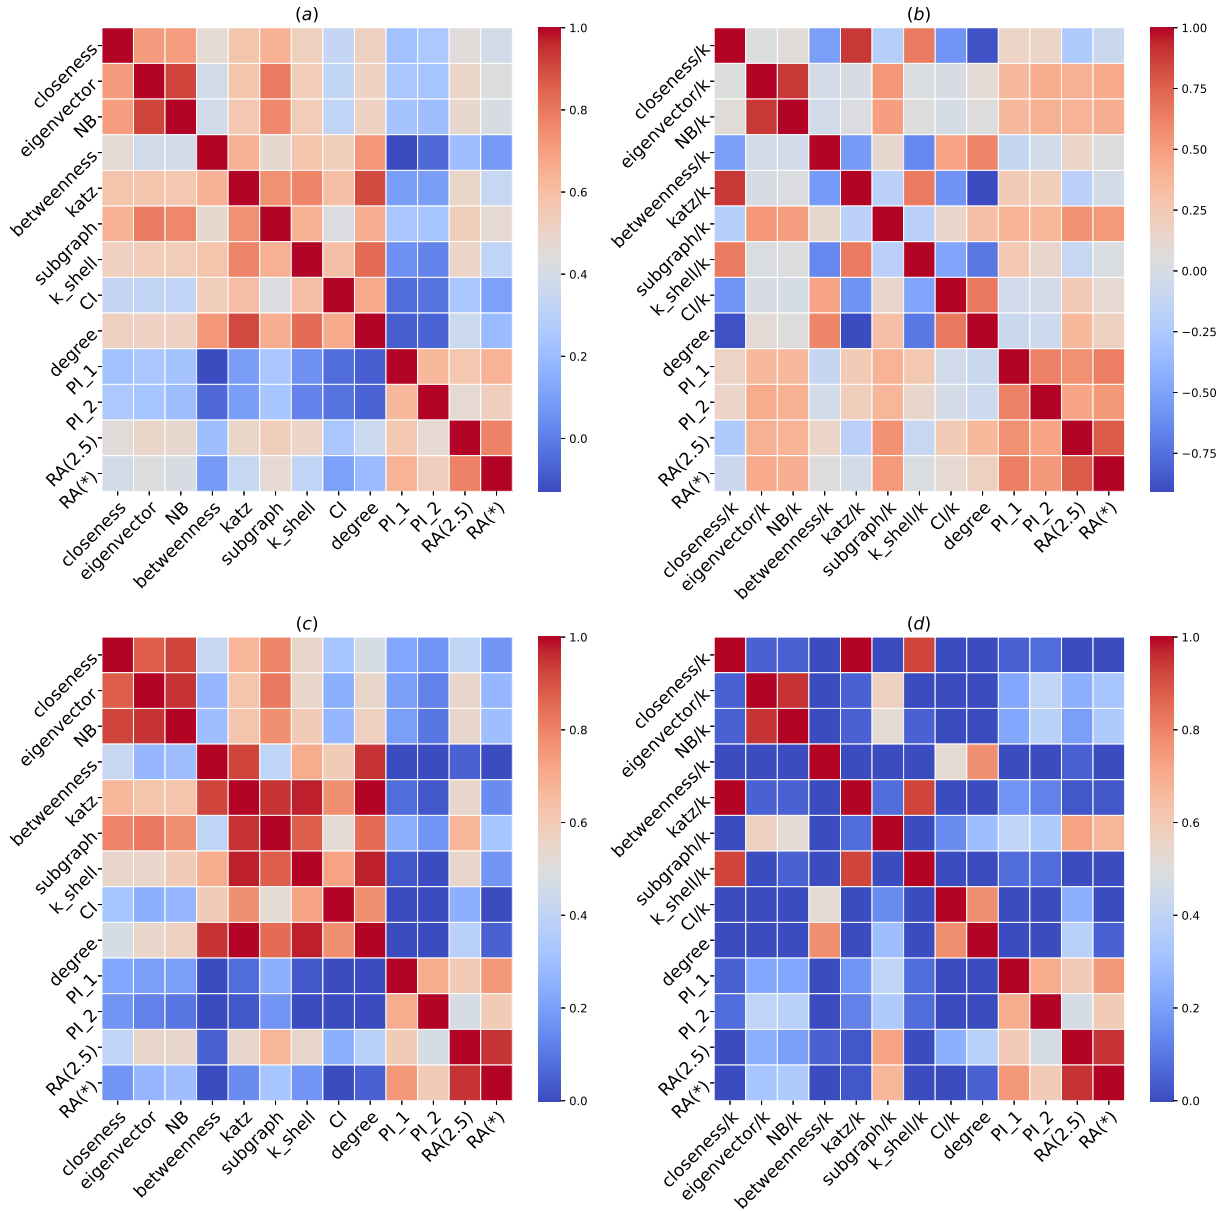 (a)
closeness
eigenvector
NB
betweenness
katz
subgraph
k_shell
CI
degree
PI_1
PI_2
RA(2.5)
RA(*)
closeness
eigenvector
NB
betweenness
katz
subgraph
k_shell
CI
degree
PI_1
PI_2
RA(2.5)
RA(*)
1.0
0.8
0.6
0.4
0.2
0.0
(b)
closeness/k
eigenvector/k
NB/k
betweenness/k
katz/k
subgraph/k
k_shell/k
CI/k
degree
PI_1
PI_2
RA(2.5)
RA(*)
closeness/k
eigenvector/k
NB/k
betweenness/k
katz/k
subgraph/k
k_shell/k
CI/k
degree
PI_1
PI_2
RA(2.5)
RA(*)
1.00
0.75
0.50
0.25
0.00
−0.25
−0.50
−0.75
(c)
closeness
eigenvector
NB
betweenness
katz
subgraph
k_shell
CI
degree
PI_1
PI_2
RA(2.5)
RA(*)
closeness
eigenvector
NB
betweenness
katz
subgraph
k_shell
CI
degree
PI_1
PI_2
RA(2.5)
RA(*)
1.0
0.8
0.6
0.4
0.2
0.0
(d)
closeness/k
eigenvector/k
NB/k
betweenness/k
katz/k
subgraph/k
k_shell/k
CI/k
degree
PI_1
PI_2
RA(2.5)
RA(*)
closeness/k
eigenvector/k
NB/k
betweenness/k
katz/k
subgraph/k
k_shell/k
CI/k
degree
PI_1
PI_2
RA(2.5)
RA(*)
1.0
0.8
0.6
0.4
0.2
0.0